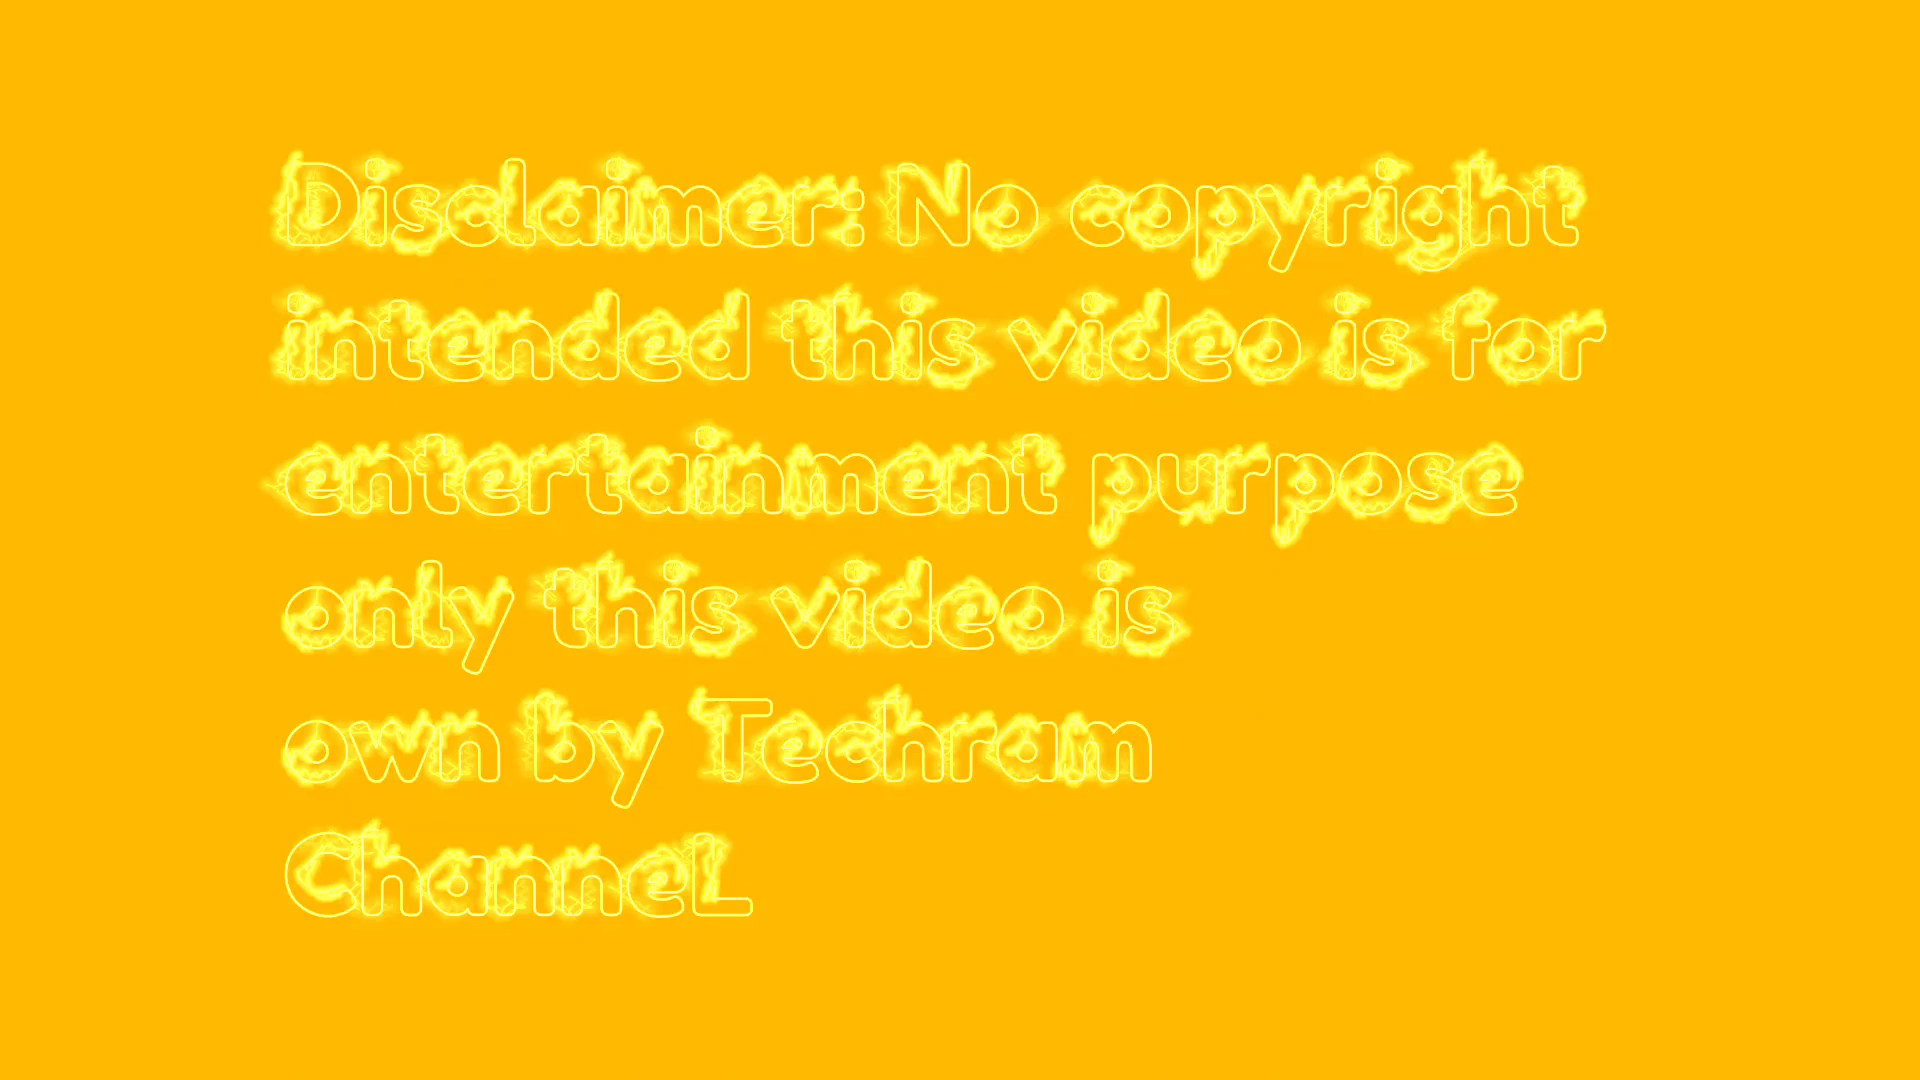 Disclaimer: No copyright
intended this video is for
entertainment purpose
only this video is
own by Techram
ChanneL